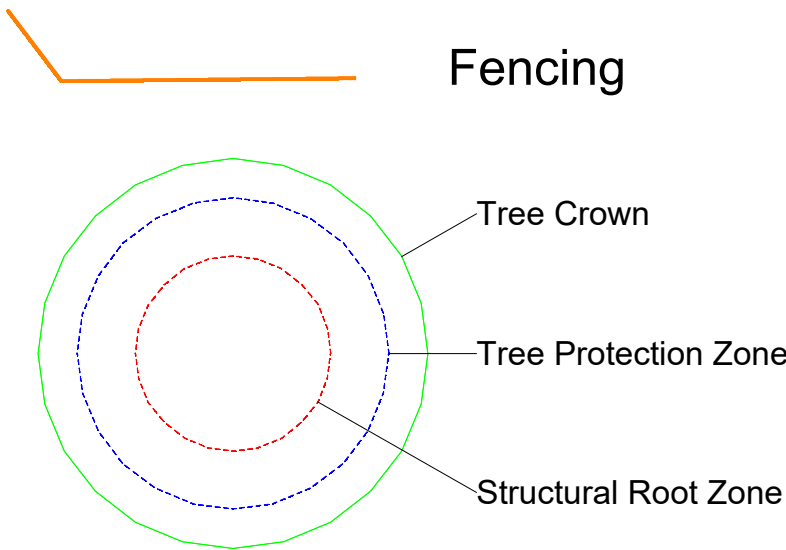 Fencing
Tree Crown
Tree Protection Zone
Structural Root Zone